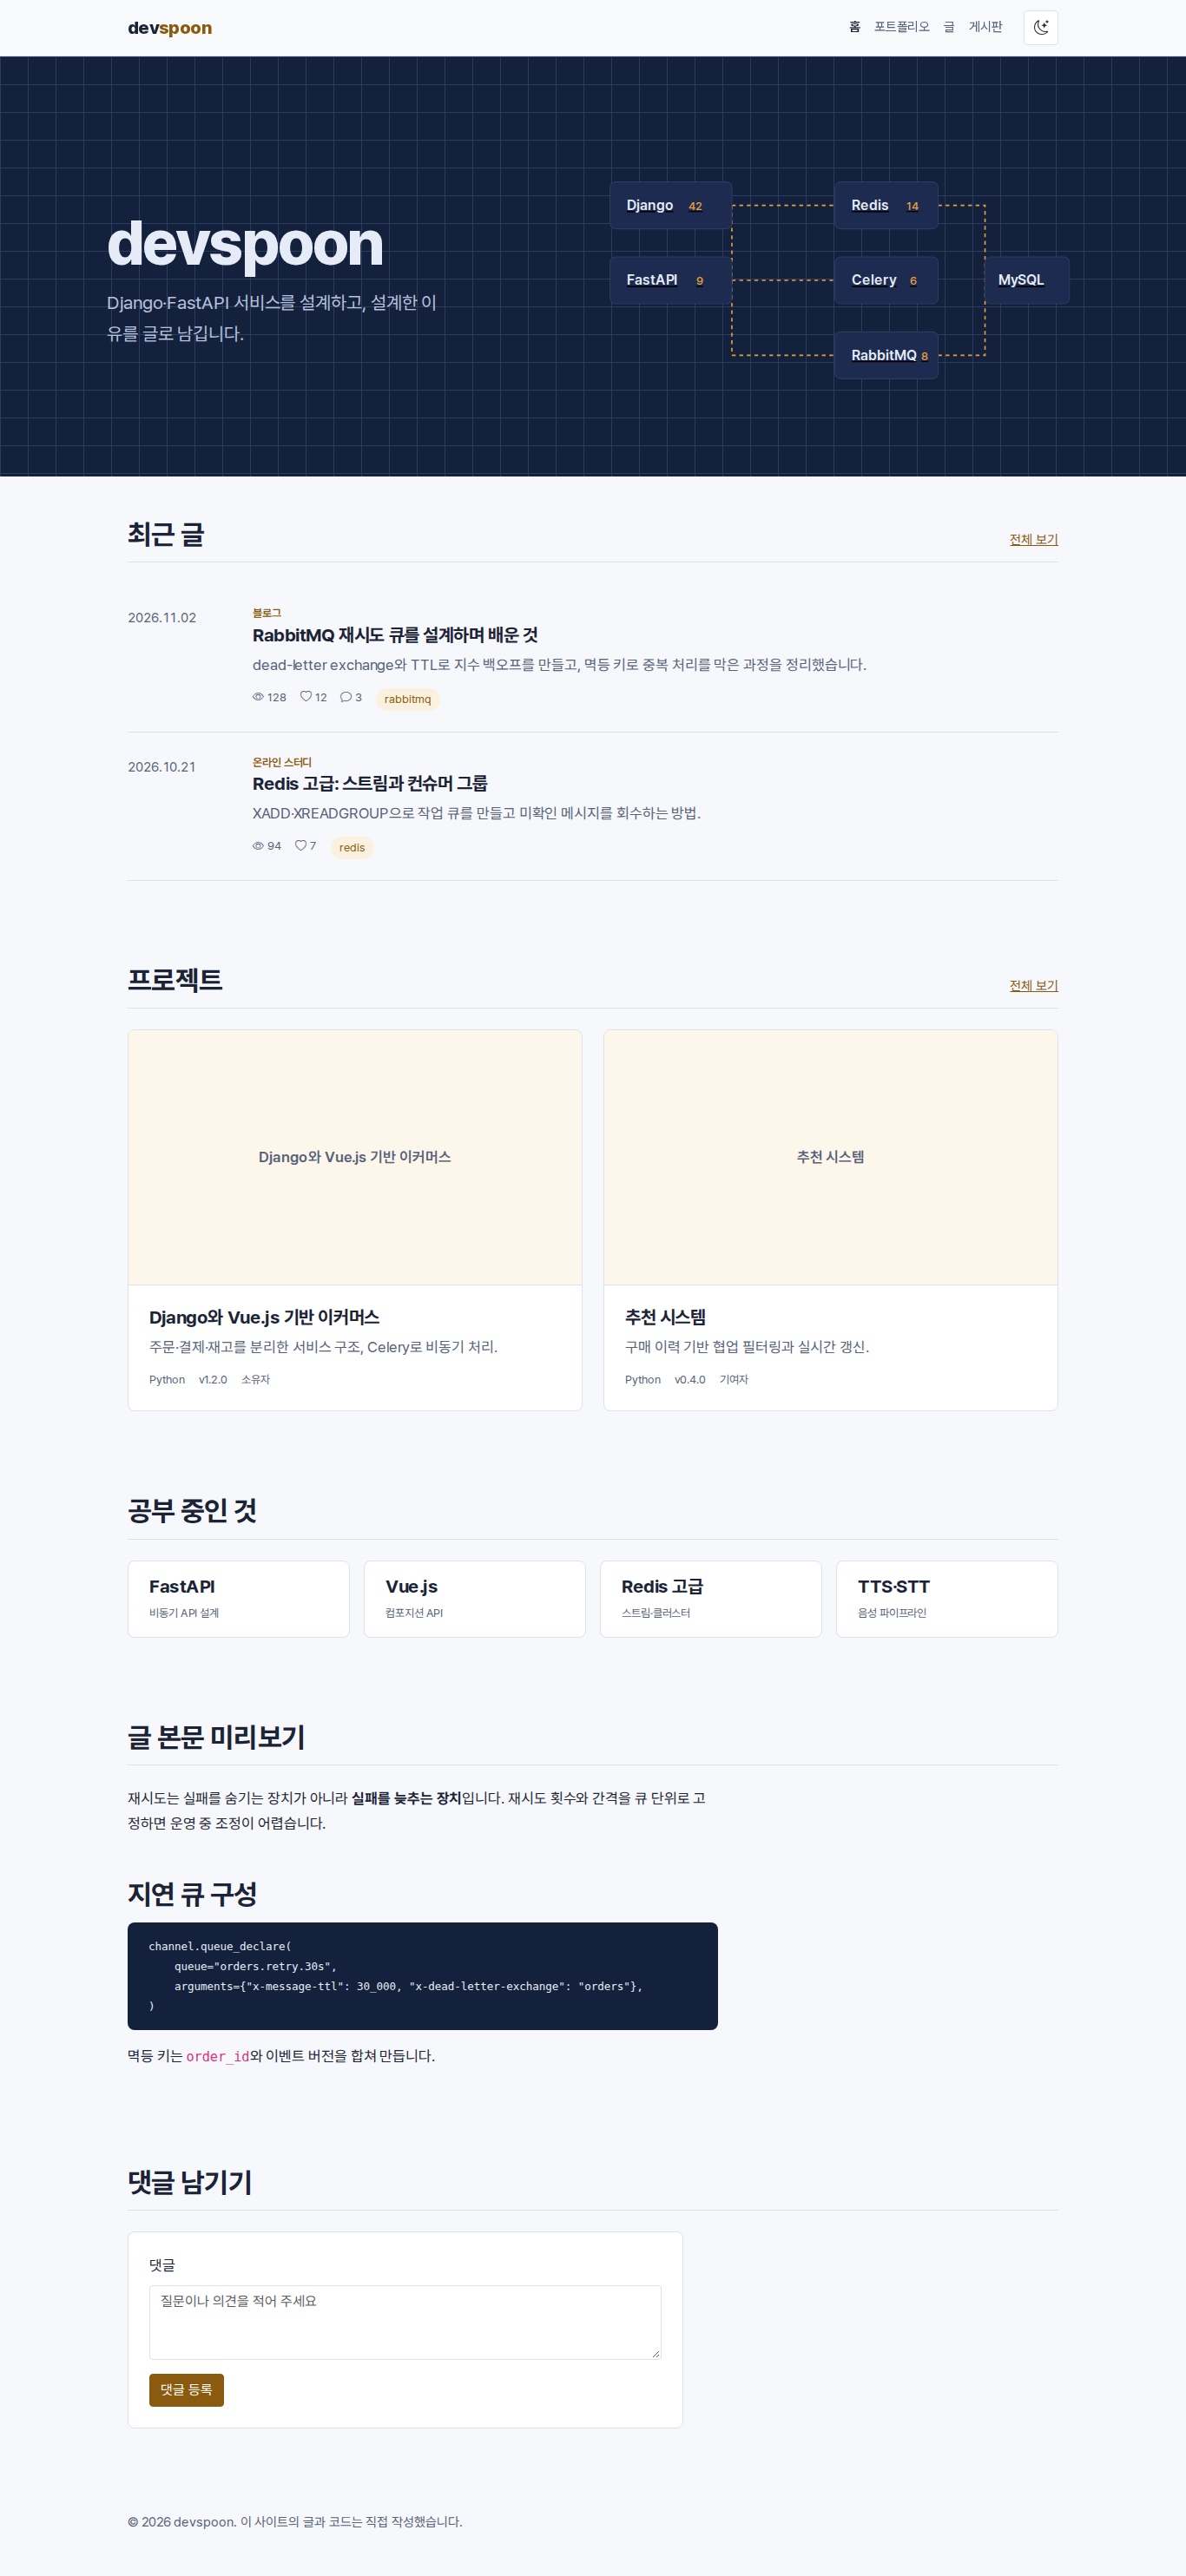 devspoon
홈 포트폴리오 글 게시판
Django 42
Redis 14
devspoon
FastAPI 9
Celery 6
MySQL
Django·FastAPI 서비스를 설계하고, 설계한 이
유를 글로 남깁니다.
RabbitMQ 8
최근 글
전체 보기
2026.11.02
블로그
RabbitMQ 재시도 큐를 설계하며 배운 것
dead-letter exchange와 TTL로 지수 백오프를 만들고, 멱등 키로 중복 처리를 막은 과정을 정리했습니다.
128 12 3 rabbitmq
2026.10.21
온라인 스터디
Redis 고급: 스트림과 컨슈머 그룹
XADD·XREADGROUP으로 작업 큐를 만들고 미확인 메시지를 회수하는 방법.
94 7 redis
프로젝트
전체 보기
Django와 Vue.js 기반 이커머스
추천 시스템
Django와 Vue.js 기반 이커머스
주문·결제·재고를 분리한 서비스 구조, Celery로 비동기 처리.
Python v1.2.0 소유자
추천 시스템
구매 이력 기반 협업 필터링과 실시간 갱신.
Python v0.4.0 기여자
공부 중인 것
FastAPI
비동기 API 설계
Vue.js
컴포지션 API
Redis 고급
스트림·클러스터
TTS·STT
음성 파이프라인
글 본문 미리보기
재시도는 실패를 숨기는 장치가 아니라 실패를 늦추는 장치입니다. 재시도 횟수와 간격을 큐 단위로 고
정하면 운영 중 조정이 어렵습니다.
지연 큐 구성
channel.queue_declare(
    queue="orders.retry.30s",
    arguments={"x-message-ttl": 30_000, "x-dead-letter-exchange": "orders"},
)
멱등 키는 order_id와 이벤트 버전을 합쳐 만듭니다.
댓글 남기기
댓글
질문이나 의견을 적어 주세요
댓글 등록
© 2026 devspoon. 이 사이트의 글과 코드는 직접 작성했습니다.